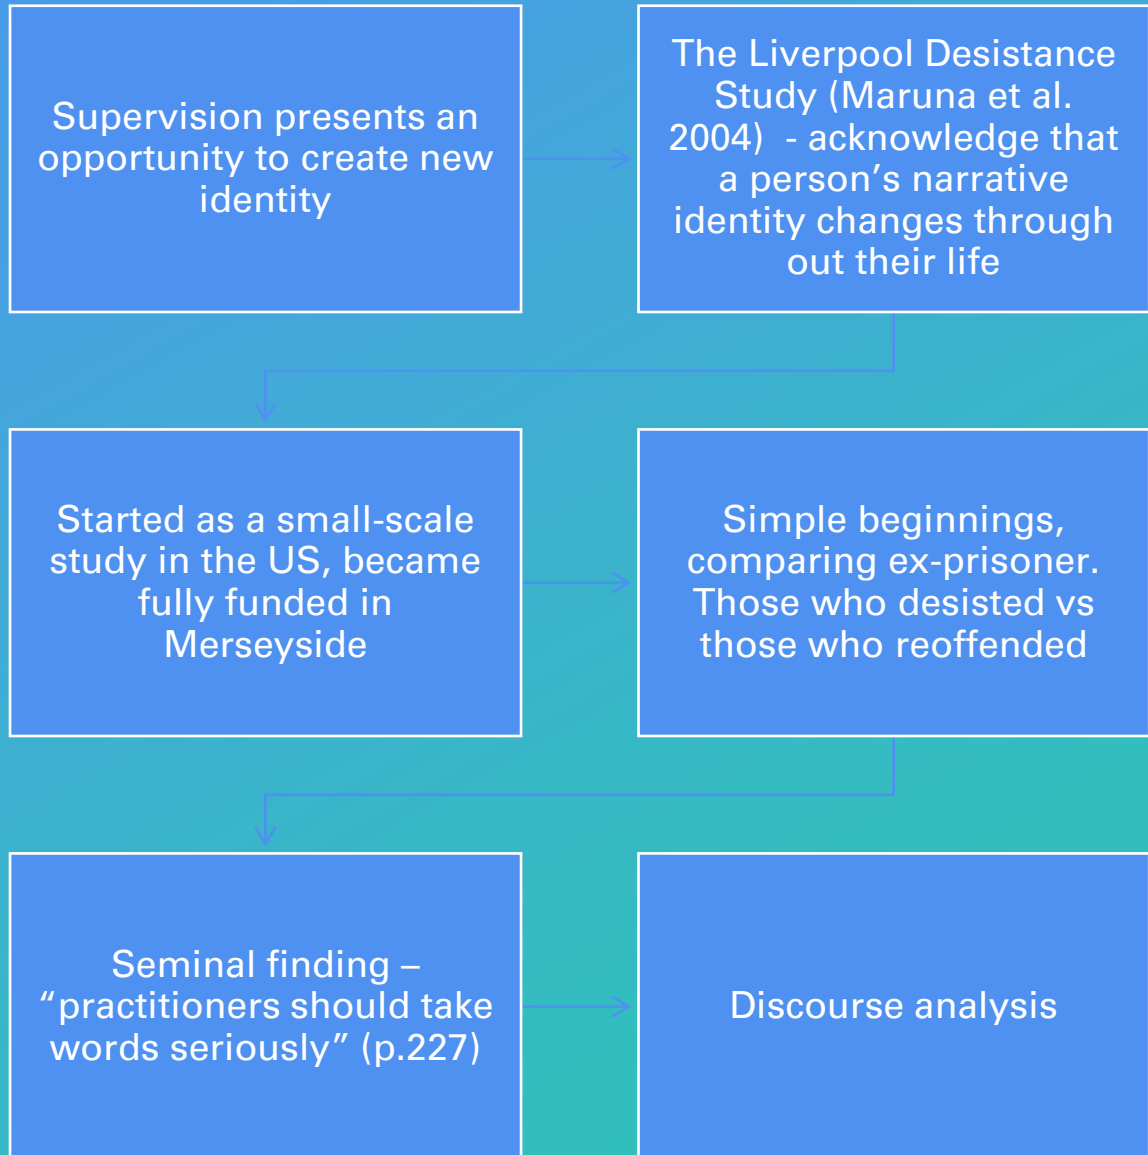 Supervision presents an
opportunity to create new
identity
The Liverpool Desistance
Study (Maruna et al.
2004)  - acknowledge that
a person’s narrative
identity changes through
out their life
Started as a small-scale
study in the US, became
fully funded in
Merseyside
Simple beginnings,
comparing ex-prisoner.
Those who desisted vs
those who reoffended
Seminal finding –
“practitioners should take
words seriously” (p.227)
Discourse analysis